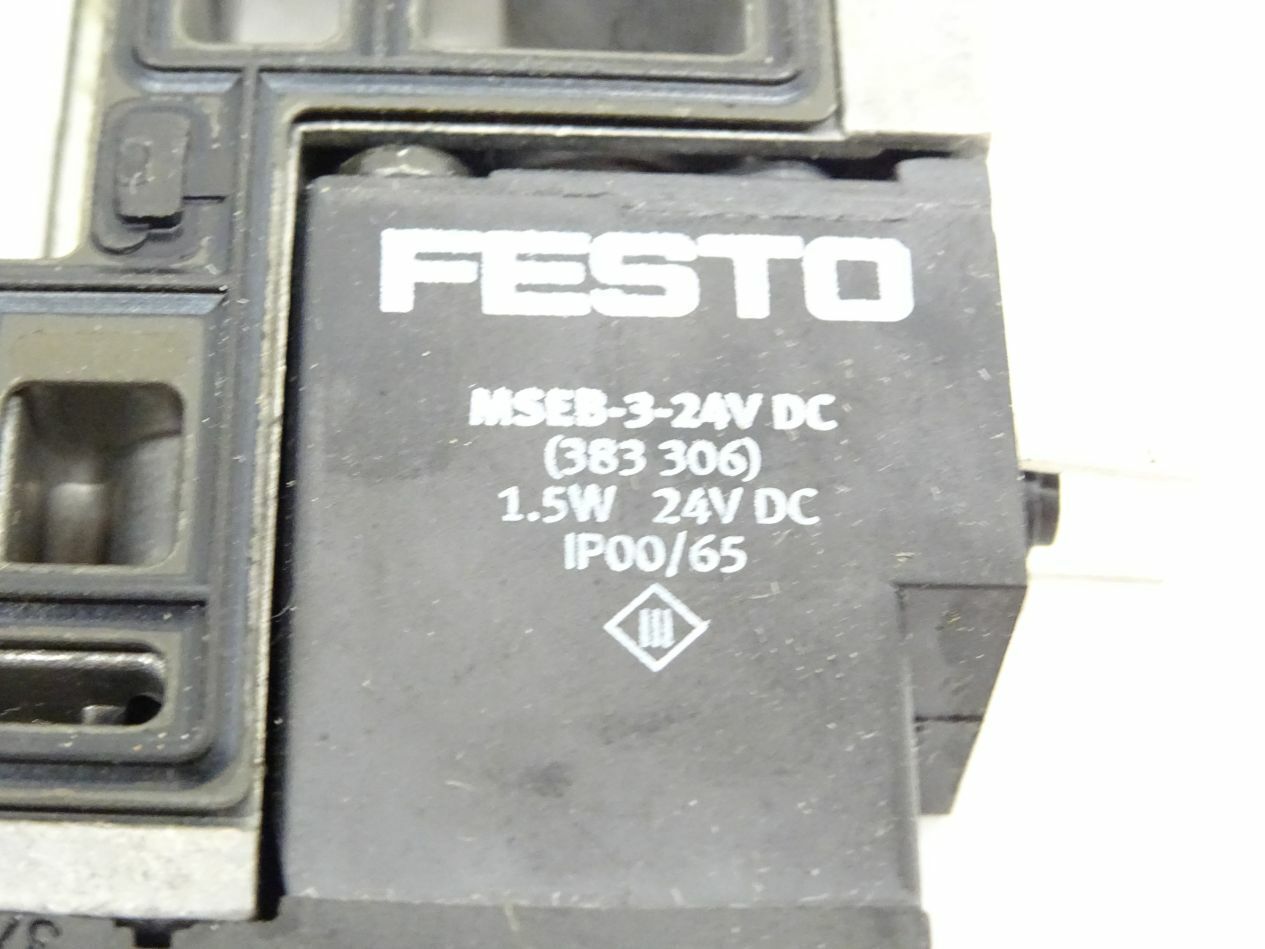 FESTO
MSEB-3-24V DC
(383 306)
1.5W 24V DC
IP00/65